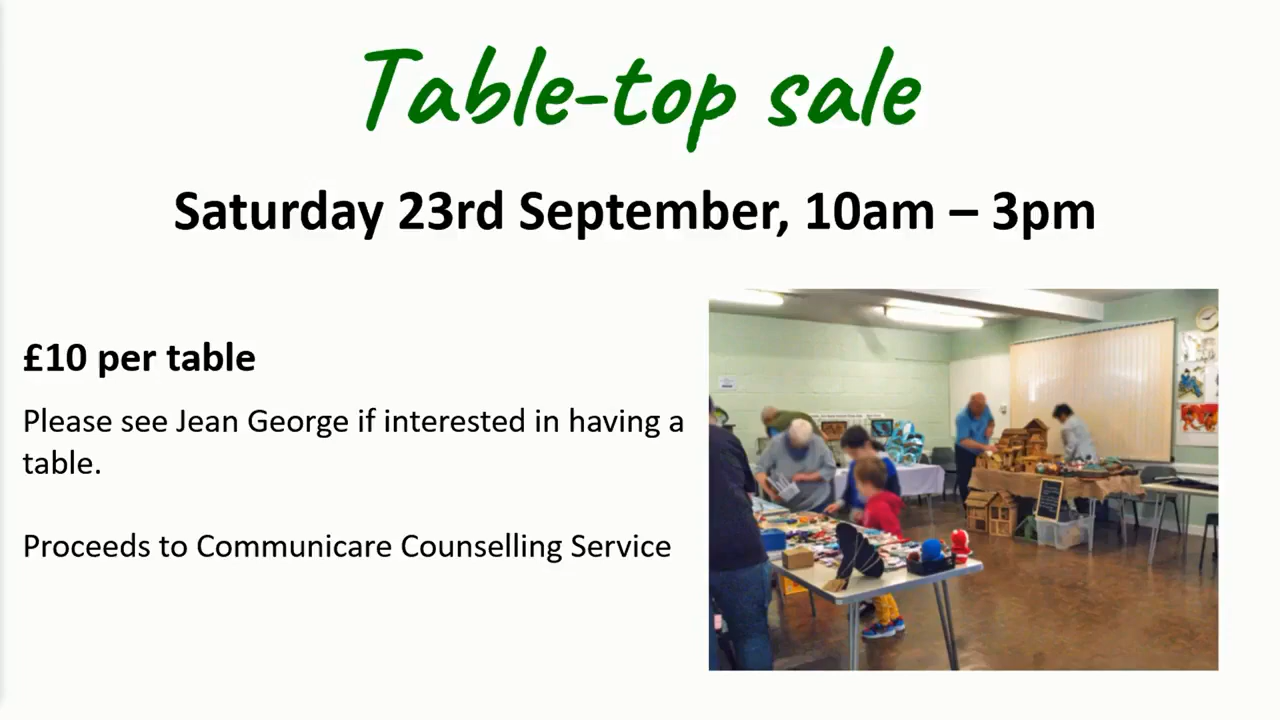 Table-top sale
Saturday 23rd September, 10am – 3pm
£10 per table
Please see Jean George if interested in having a
table.
Proceeds to Communicare Counselling Service